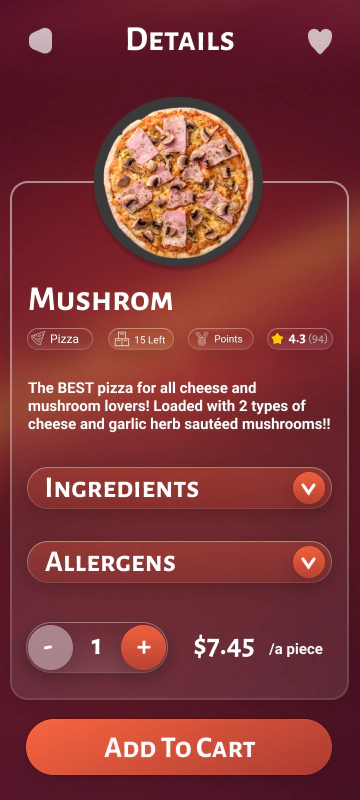 Details
Mushrom
Pizza
15 Left
Points
4.3 (94)
The BEST pizza for all cheese and
mushroom lovers! Loaded with 2 types of
cheese and garlic herb sautéed mushrooms!!
Ingredients
Allergens
- 1 +
$7.45 /a piece
Add To Cart